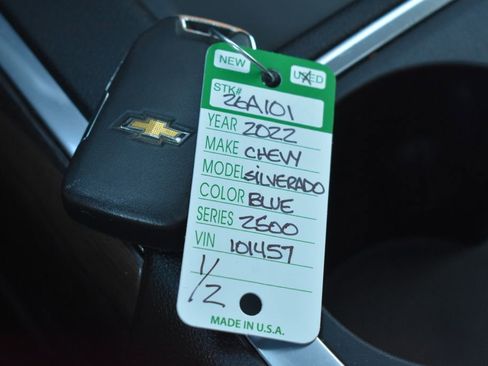 NEW USED
STK# 26A101
YEAR 2022
MAKE CHEVY
MODEL SILVERADO
COLOR BLUE
SERIES 2500
VIN 101457
1/2
MADE IN U.S.A.